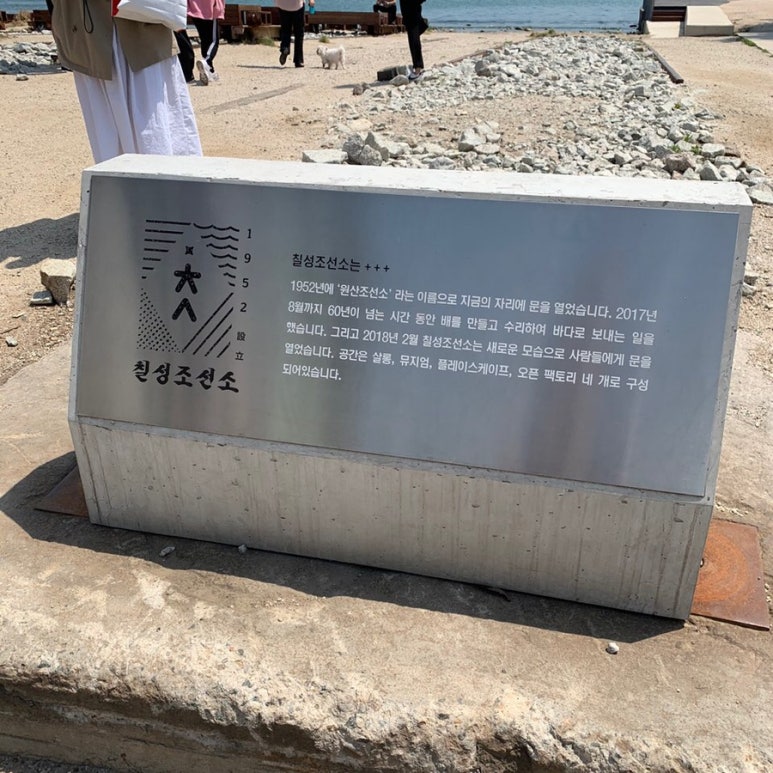 1952 設立
칠성조선소
칠성조선소는 +++
1952년에 '원산조선소' 라는 이름으로 지금의 자리에 문을 열었습니다. 2017년
8월까지 60년이 넘는 시간 동안 배를 만들고 수리하여 바다로 보내는 일을
했습니다. 그리고 2018년 2월 칠성조선소는 새로운 모습으로 사람들에게 문을
열었습니다. 공간은 살롱, 뮤지엄, 플레이스케이프, 오픈 팩토리 네 개로 구성
되어있습니다.